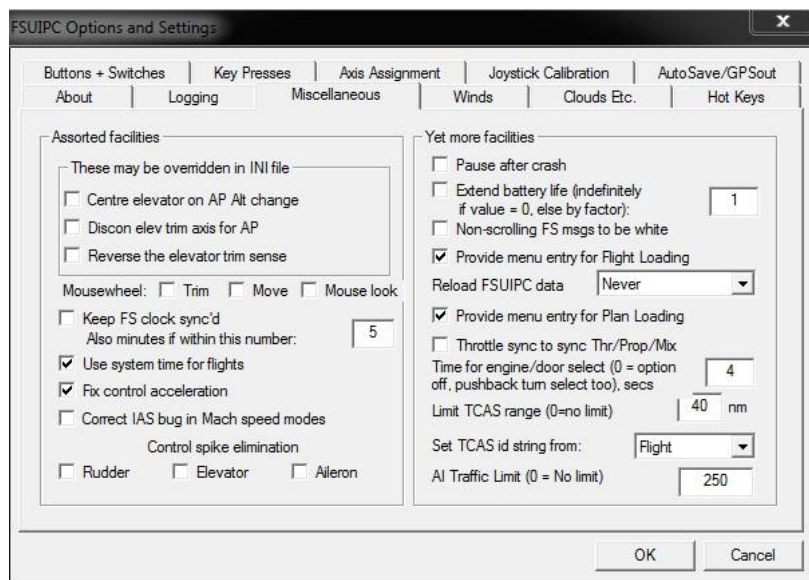 FSUIPC Options and Settings
x
Buttons + Switches
Key Presses
Axis Assignment
Joystick Calibration
AutoSave/GPSout
About
Logging
Miscellaneous
Winds
Clouds Etc.
Hot Keys
Assorted facilities
These may be overridden in INI file
Centre elevator on AP Alt change
Discon elev trim axis for AP
Reverse the elevator trim sense
Mousewheel: Trim Move Mouse look
Keep FS clock sync'd
Also minutes if within this number: 5
Use system time for flights
Fix control acceleration
Correct IAS bug in Mach speed modes
Control spike elimination
Rudder Elevator Aileron
Yet more facilities
Pause after crash
Extend battery life (indefinitely
if value = 0, else by factor): 1
Non-scrolling FS msgs to be white
Provide menu entry for Flight Loading
Reload FSUIPC data Never
Provide menu entry for Plan Loading
Throttle sync to sync Thr/Prop/Mix
Time for engine/door select (0 = option
off, pushback turn select too), secs 4
Limit TCAS range (0=no limit) 40 nm
Set TCAS id string from: Flight
AI Traffic Limit (0 = No limit) 250
OK
Cancel